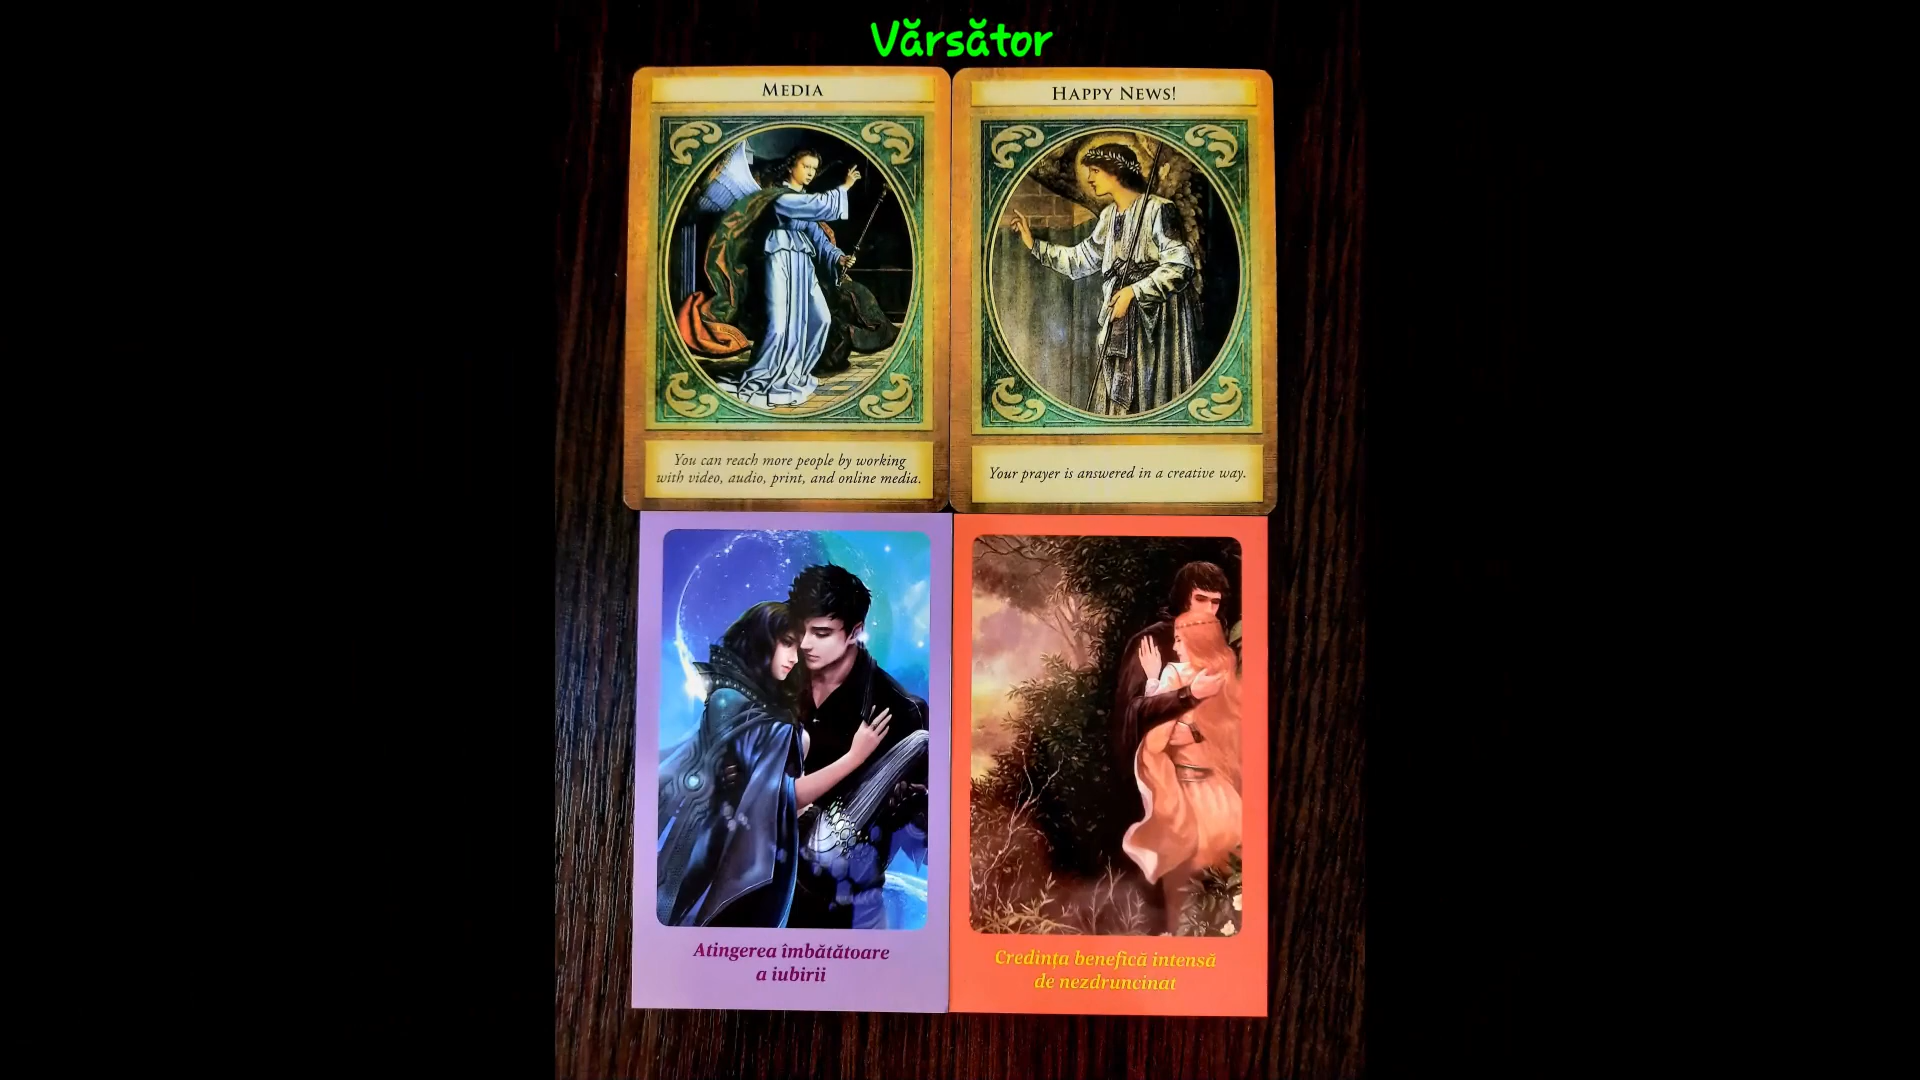 Vărsător
MEDIA
HAPPY NEWS!
You can reach more people by working
with video, audio, print, and online media.
Your prayer is answered in a creative way.
Atingerea îmbătătoare
a iubirii
Credința benefică intensă
de nezdruncinat